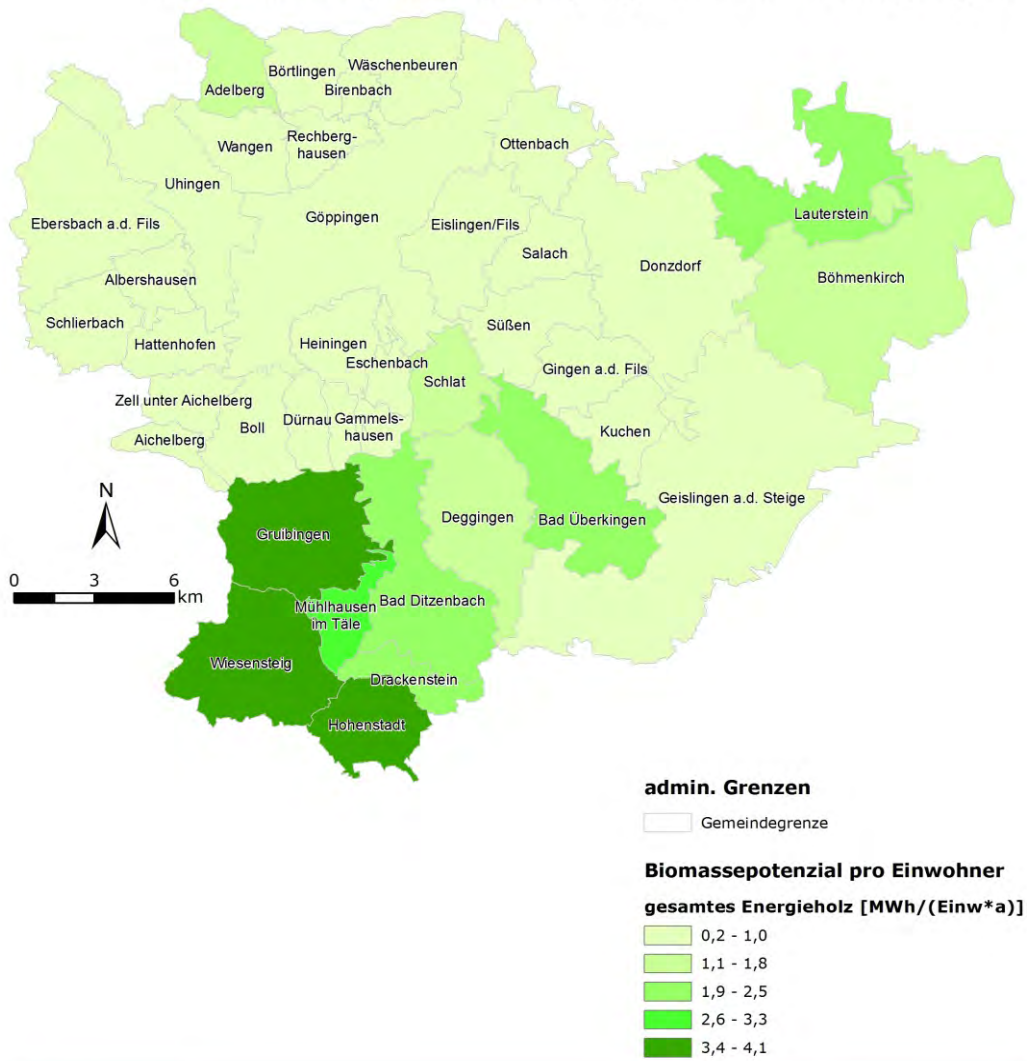 Wäschenbeuren
Börtlingen
Birenbach
Adelberg
Wangen
Rechberg-
hausen
Ottenbach
Uhingen
Göppingen
Eislingen/Fils
Lauterstein
Ebersbach a.d. Fils
Salach
Donzdorf
Böhmenkirch
Albershausen
Schlierbach
Hattenhofen
Süßen
Heiningen
Eschenbach
Gingen a.d. Fils
Schlat
Zell unter Aichelberg
Boll
Dürnau
Gammels-
hausen
Aichelberg
Kuchen
N
Geislingen a.d. Steige
Deggingen
Bad Überkingen
Gruibingen
0 3 6
km
Mühlhausen
im Täle
Bad Ditzenbach
Wiesensteig
Drackenstein
Hohenstadt
admin. Grenzen
Gemeindegrenze
Biomassepotenzial pro Einwohner
gesamtes Energieholz [MWh/(Einw*a)]
0,2 - 1,0
1,1 - 1,8
1,9 - 2,5
2,6 - 3,3
3,4 - 4,1